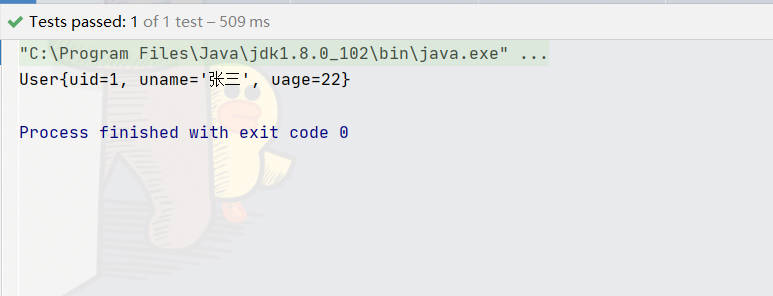 Tests passed: 1 of 1 test – 509 ms
"C:\Program Files\Java\jdk1.8.0_102\bin\java.exe" ...
User{uid=1, uname='张三', uage=22}
Process finished with exit code 0